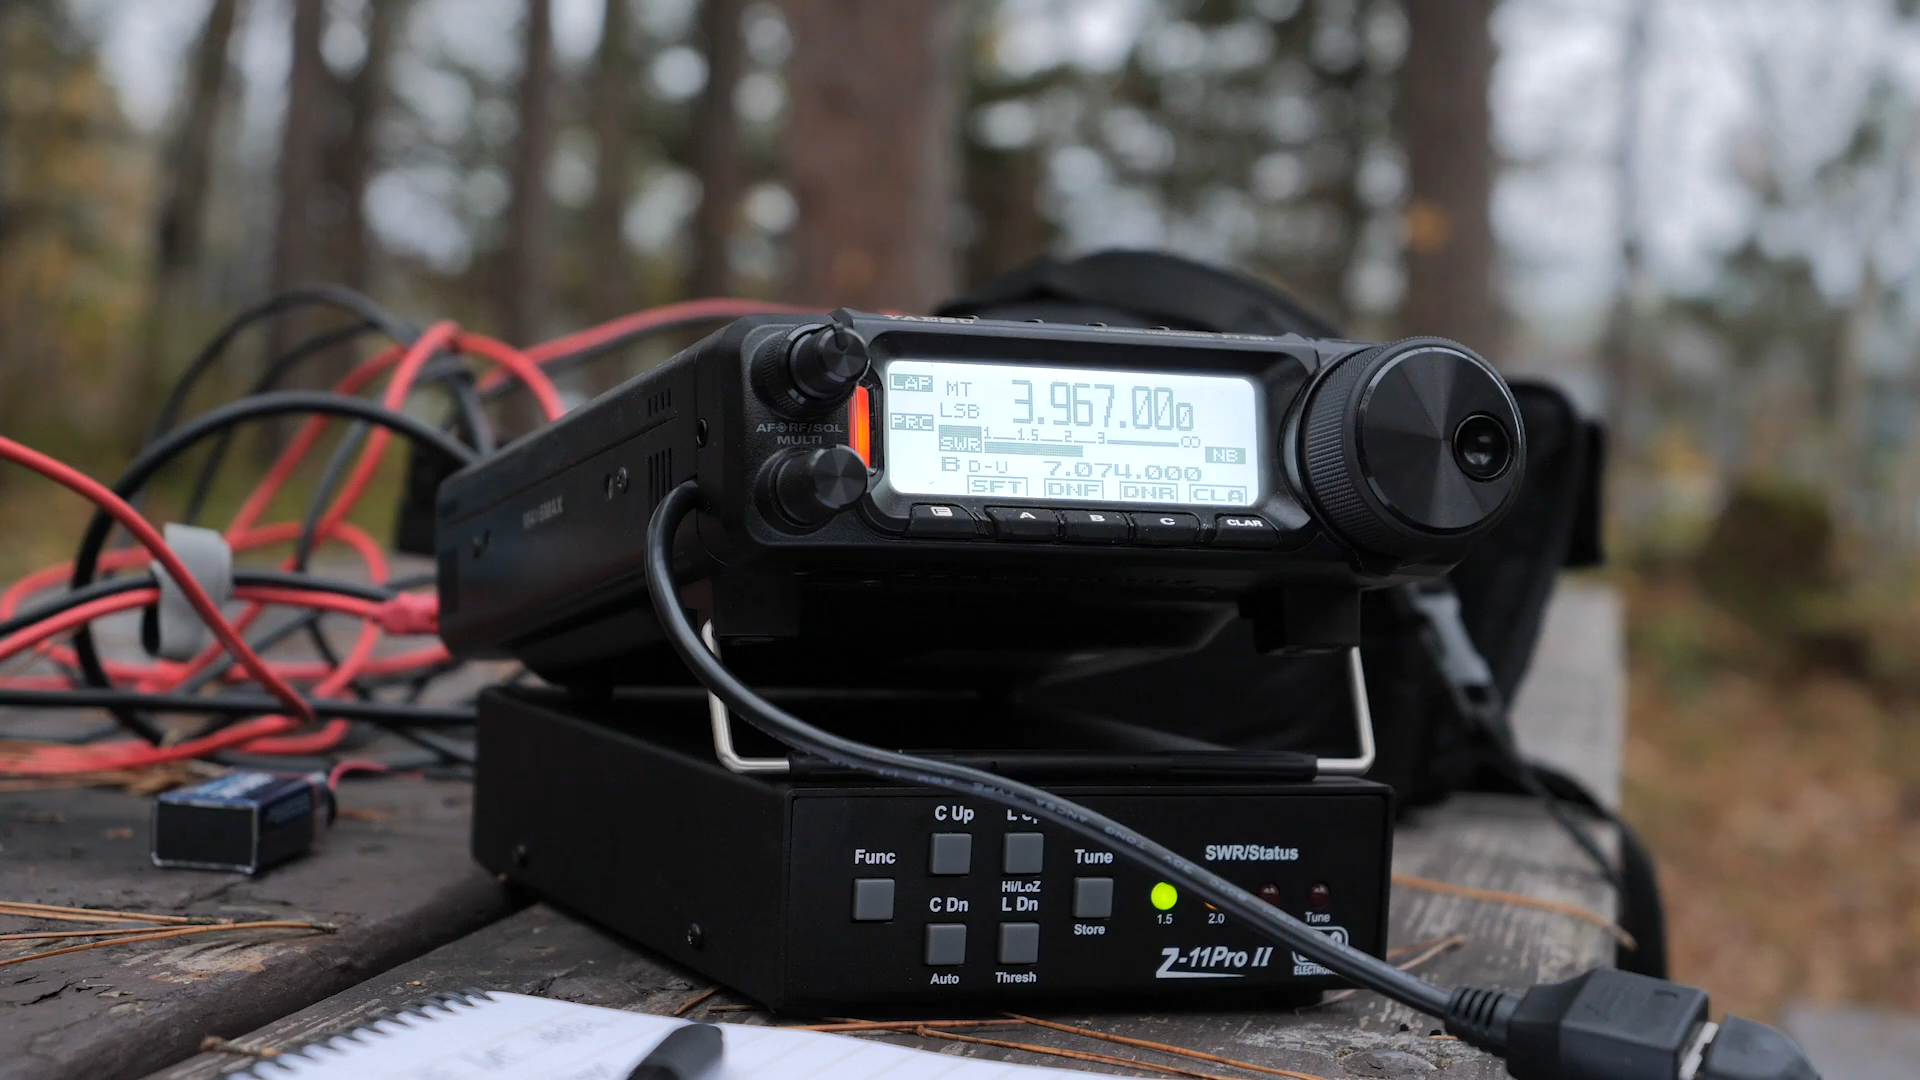 YAESU
LAP MT 3.967.000
LSB
PRC
1 1.5 2 3 ∞
SWR
NB
B D-U 7.074.000
SFT DNF DNR CLA
AF RF/SQL
MULTI
F A B C CLAR
C Up
Func
Tune
SWR/Status
Hi/LoZ
C Dn L Dn
Store
1.5 2.0 Tune
Auto Thresh
Z-11Pro II